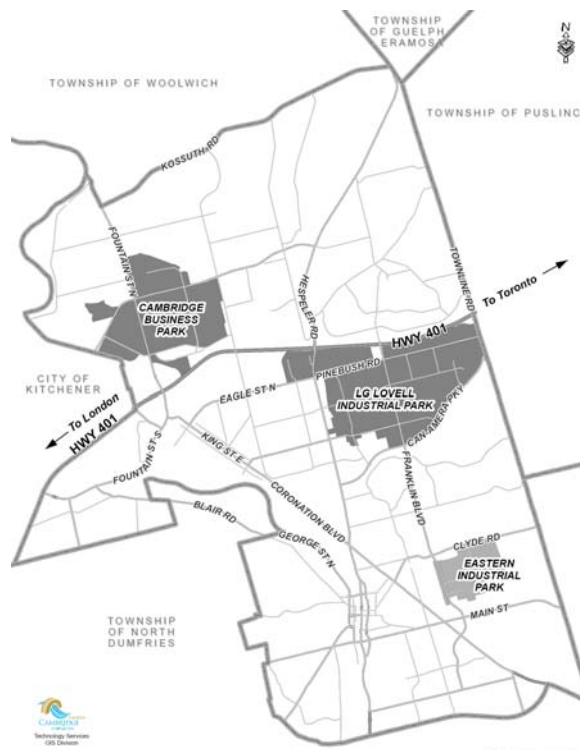 TOWNSHIP
OF GUELPH
ERAMOSA
N
TOWNSHIP OF WOOLWICH
TOWNSHIP OF PUSLINC
KOSSUTH RD
FOUNTAIN ST N
HESPELER RD
TOWNLINE RD
To Toronto
CAMBRIDGE
BUSINESS
PARK
HWY 401
PINEBUSH RD
CITY OF
KITCHENER
EAGLE ST N
LG LOVELL
INDUSTRIAL PARK
To London
HWY 401
CAN-AMERA PKY
KING ST E
FOUNTAIN ST S
FRANKLIN BLVD
CORONATION BLVD
BLAIR RD
GEORGE ST N
CLYDE RD
EASTERN
INDUSTRIAL
PARK
MAIN ST
TOWNSHIP
OF NORTH
DUMFRIES
CAMBRIDGE
Technology Services
GIS Division